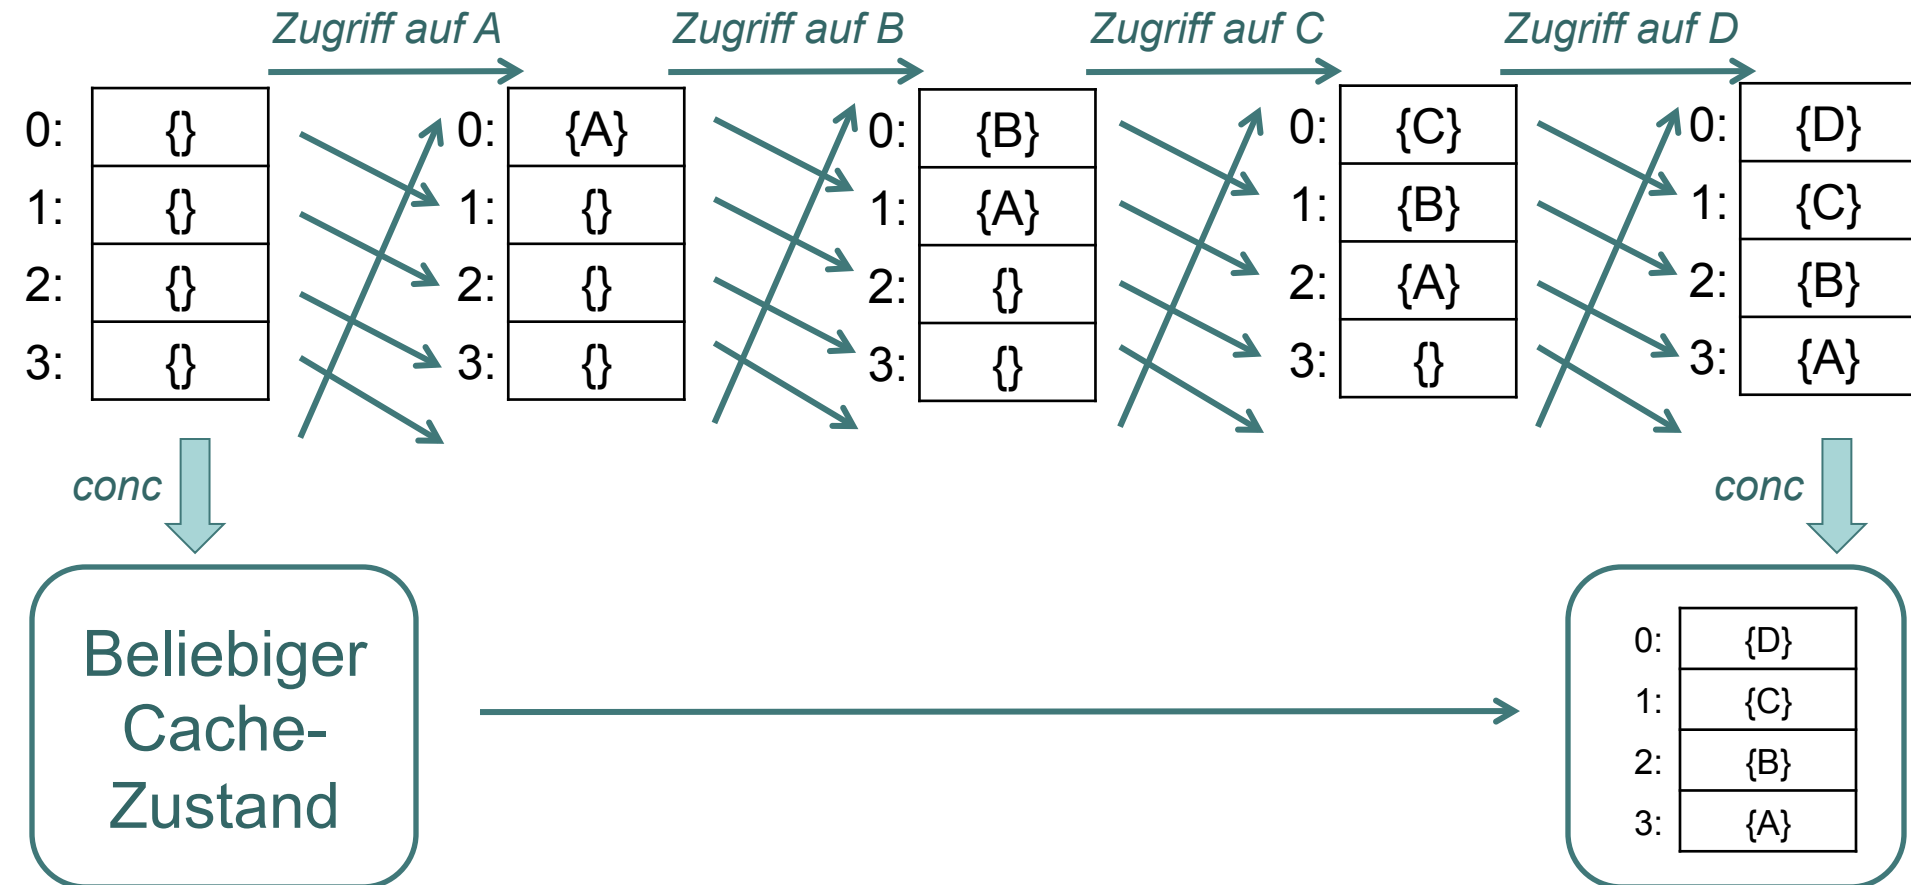 Zugriff auf A Zugriff auf B Zugriff auf C Zugriff auf D
0: {} 0: {A} 0: {B} 0: {C} 0: {D}
1: {} 1: {} 1: {A} 1: {B} 1: {C}
2: {} 2: {} 2: {} 2: {A} 2: {B}
3: {} 3: {} 3: {} 3: {} 3: {A}
conc conc
Beliebiger
Cache-
Zustand
0: {D}
1: {C}
2: {B}
3: {A}